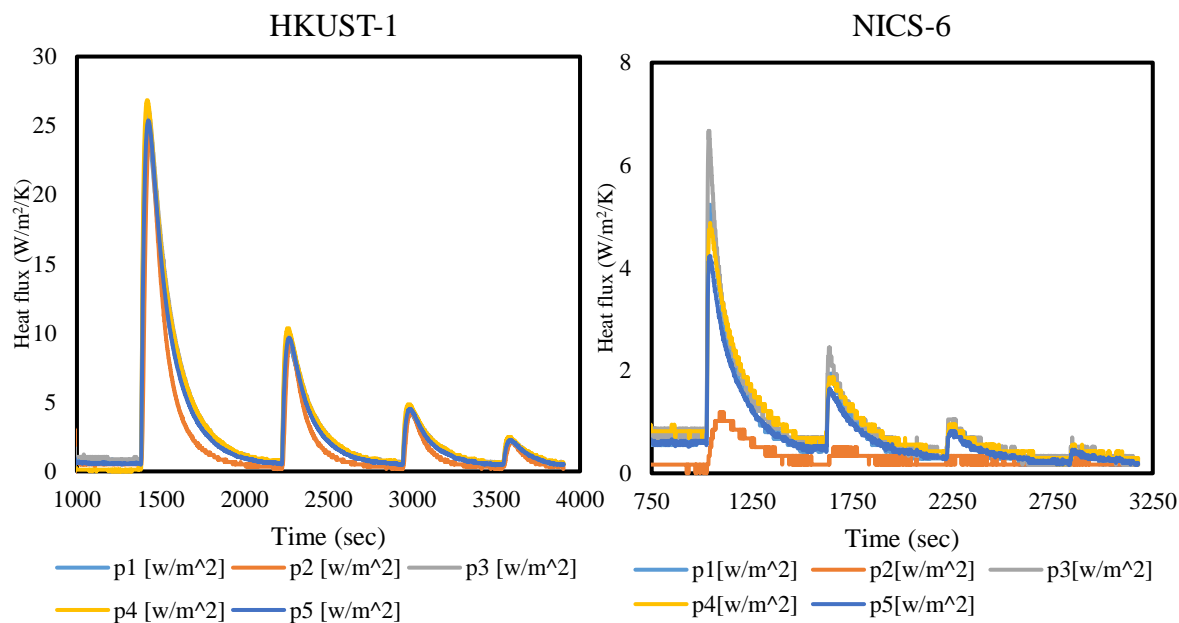 HKUST-1
30
25
20
15
10
5
0
Heat flux (W/m²/K)
1000 1500 2000 2500 3000 3500 4000
Time (sec)
p1 [w/m^2] p2 [w/m^2] p3 [w/m^2]
p4 [w/m^2] p5 [w/m^2]
NICS-6
8
6
4
2
0
Heat flux (W/m²/K)
750 1250 1750 2250 2750 3250
Time (sec)
p1[w/m^2] p2[w/m^2] p3[w/m^2]
p4[w/m^2] p5[w/m^2]